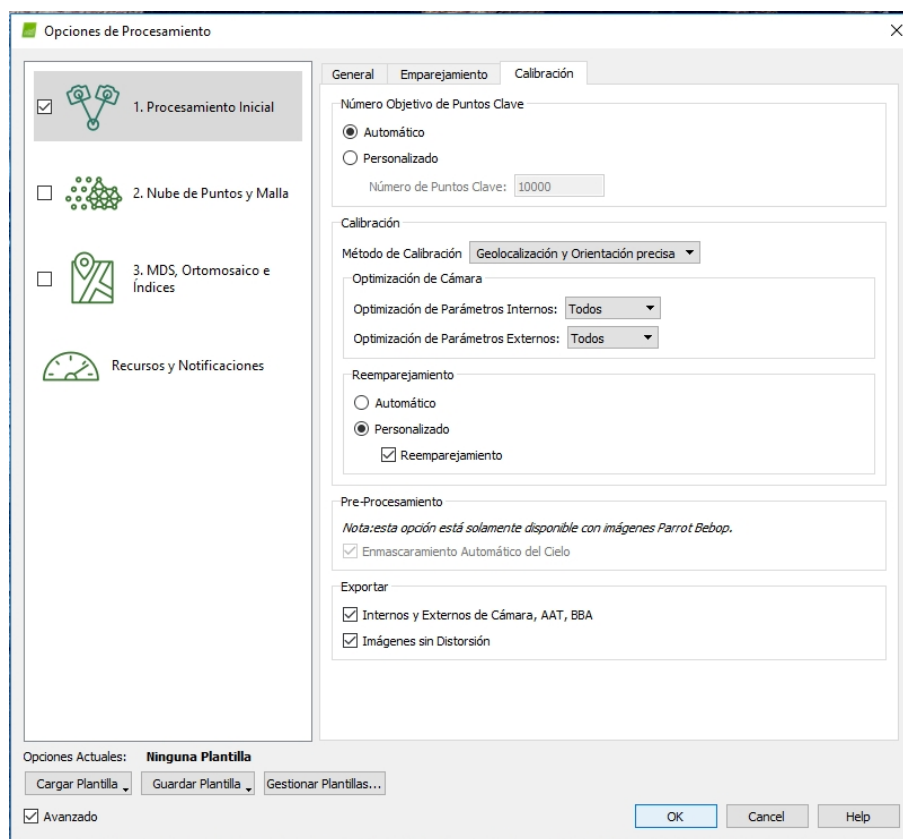 Opciones de Procesamiento
1. Procesamiento Inicial
2. Nube de Puntos y Malla
3. MDS, Ortomosaico e
Índices
Recursos y Notificaciones
General Emparejamiento Calibración
Número Objetivo de Puntos Clave
Automático
Personalizado
Número de Puntos Clave: 10000
Calibración
Método de Calibración Geolocalización y Orientación precisa
Optimización de Cámara
Optimización de Parámetros Internos: Todos
Optimización de Parámetros Externos: Todos
Reemparejamiento
Automático
Personalizado
Reemparejamiento
Pre-Procesamiento
Nota:esta opción está solamente disponible con imágenes Parrot Bebop.
Enmascaramiento Automático del Cielo
Exportar
Internos y Externos de Cámara, AAT, BBA
Imágenes sin Distorsión
Opciones Actuales: Ninguna Plantilla
Cargar Plantilla Guardar Plantilla Gestionar Plantillas...
Avanzado OK Cancel Help